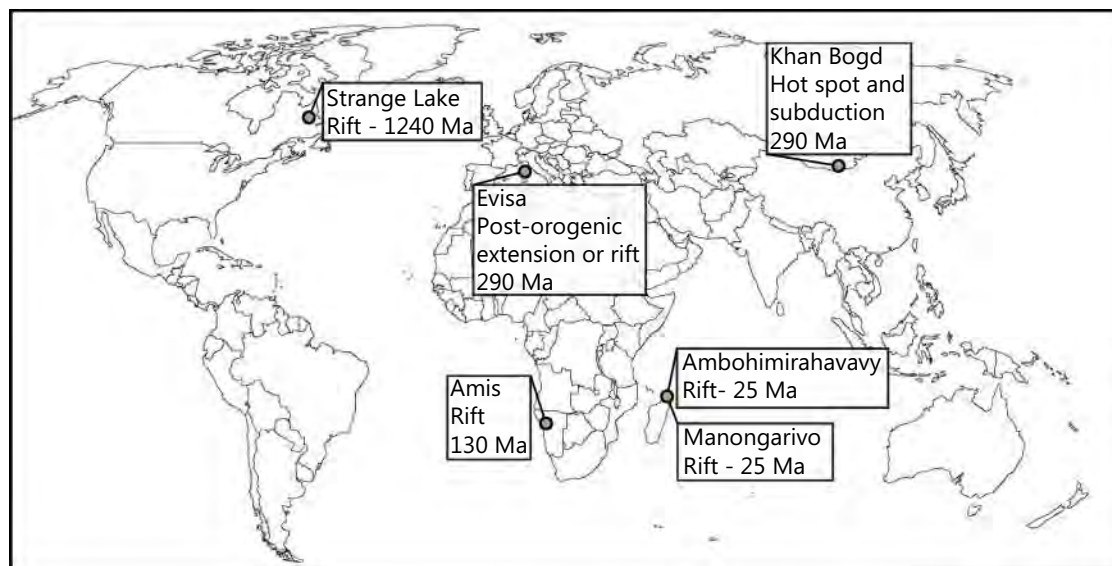 Strange Lake
Rift - 1240 Ma
Khan Bogd
Hot spot and
subduction
290 Ma
Evisa
Post-orogenic
extension or rift
290 Ma
Ambohimirahavavy
Rift- 25 Ma
Amis
Rift
130 Ma
Manongarivo
Rift - 25 Ma